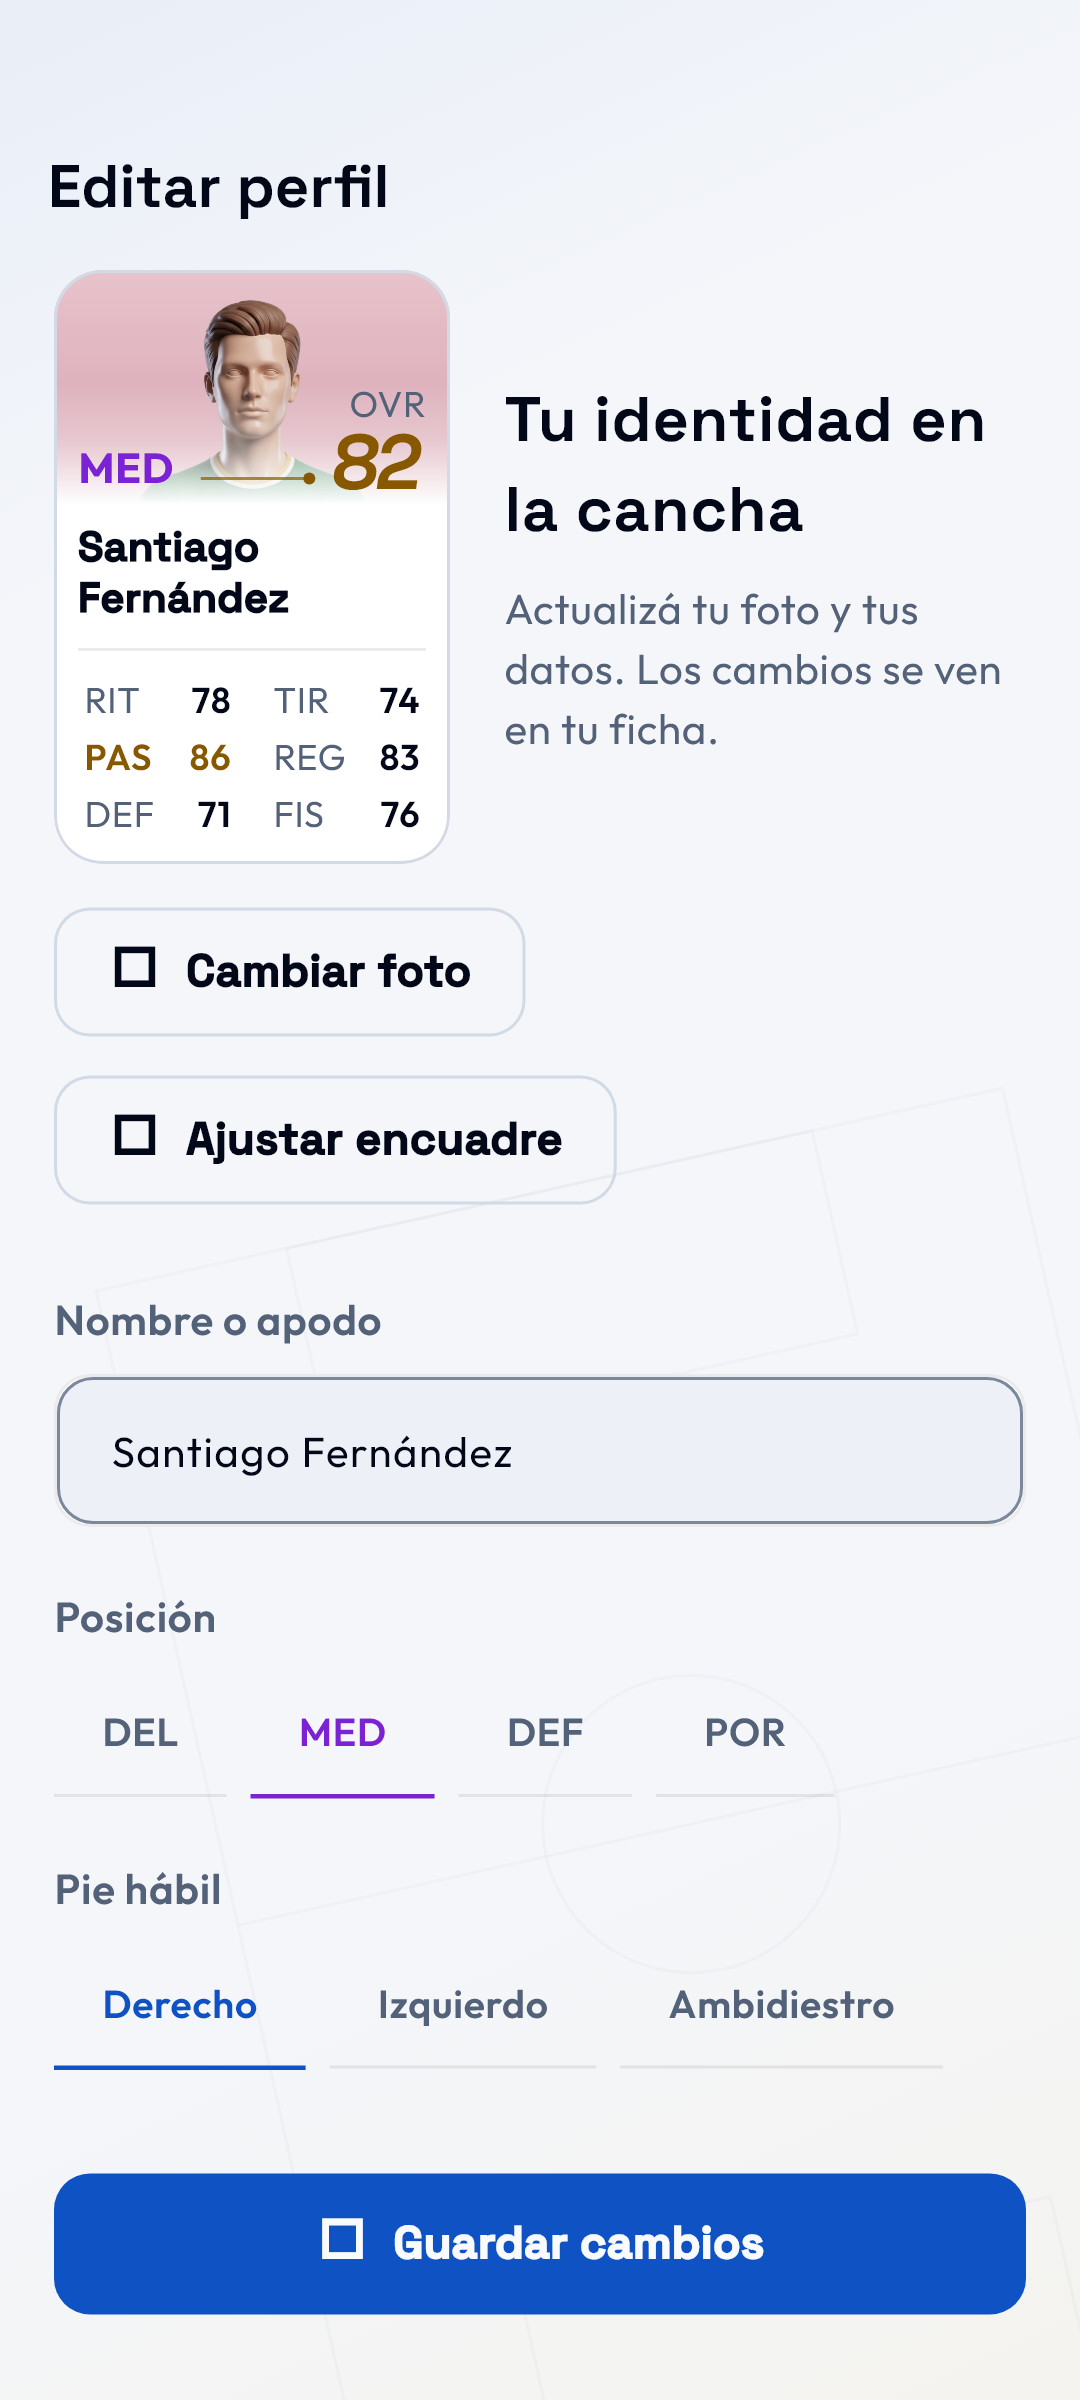 Editar perfil
OVR
MED
82
Santiago
Fernández
RIT 78 TIR 74
PAS 86 REG 83
DEF 71 FIS 76
Tu identidad en
la cancha
Actualizá tu foto y tus
datos. Los cambios se ven
en tu ficha.
Cambiar foto
Ajustar encuadre
Nombre o apodo
Santiago Fernández
Posición
DEL MED DEF POR
Pie hábil
Derecho Izquierdo Ambidiestro
Guardar cambios